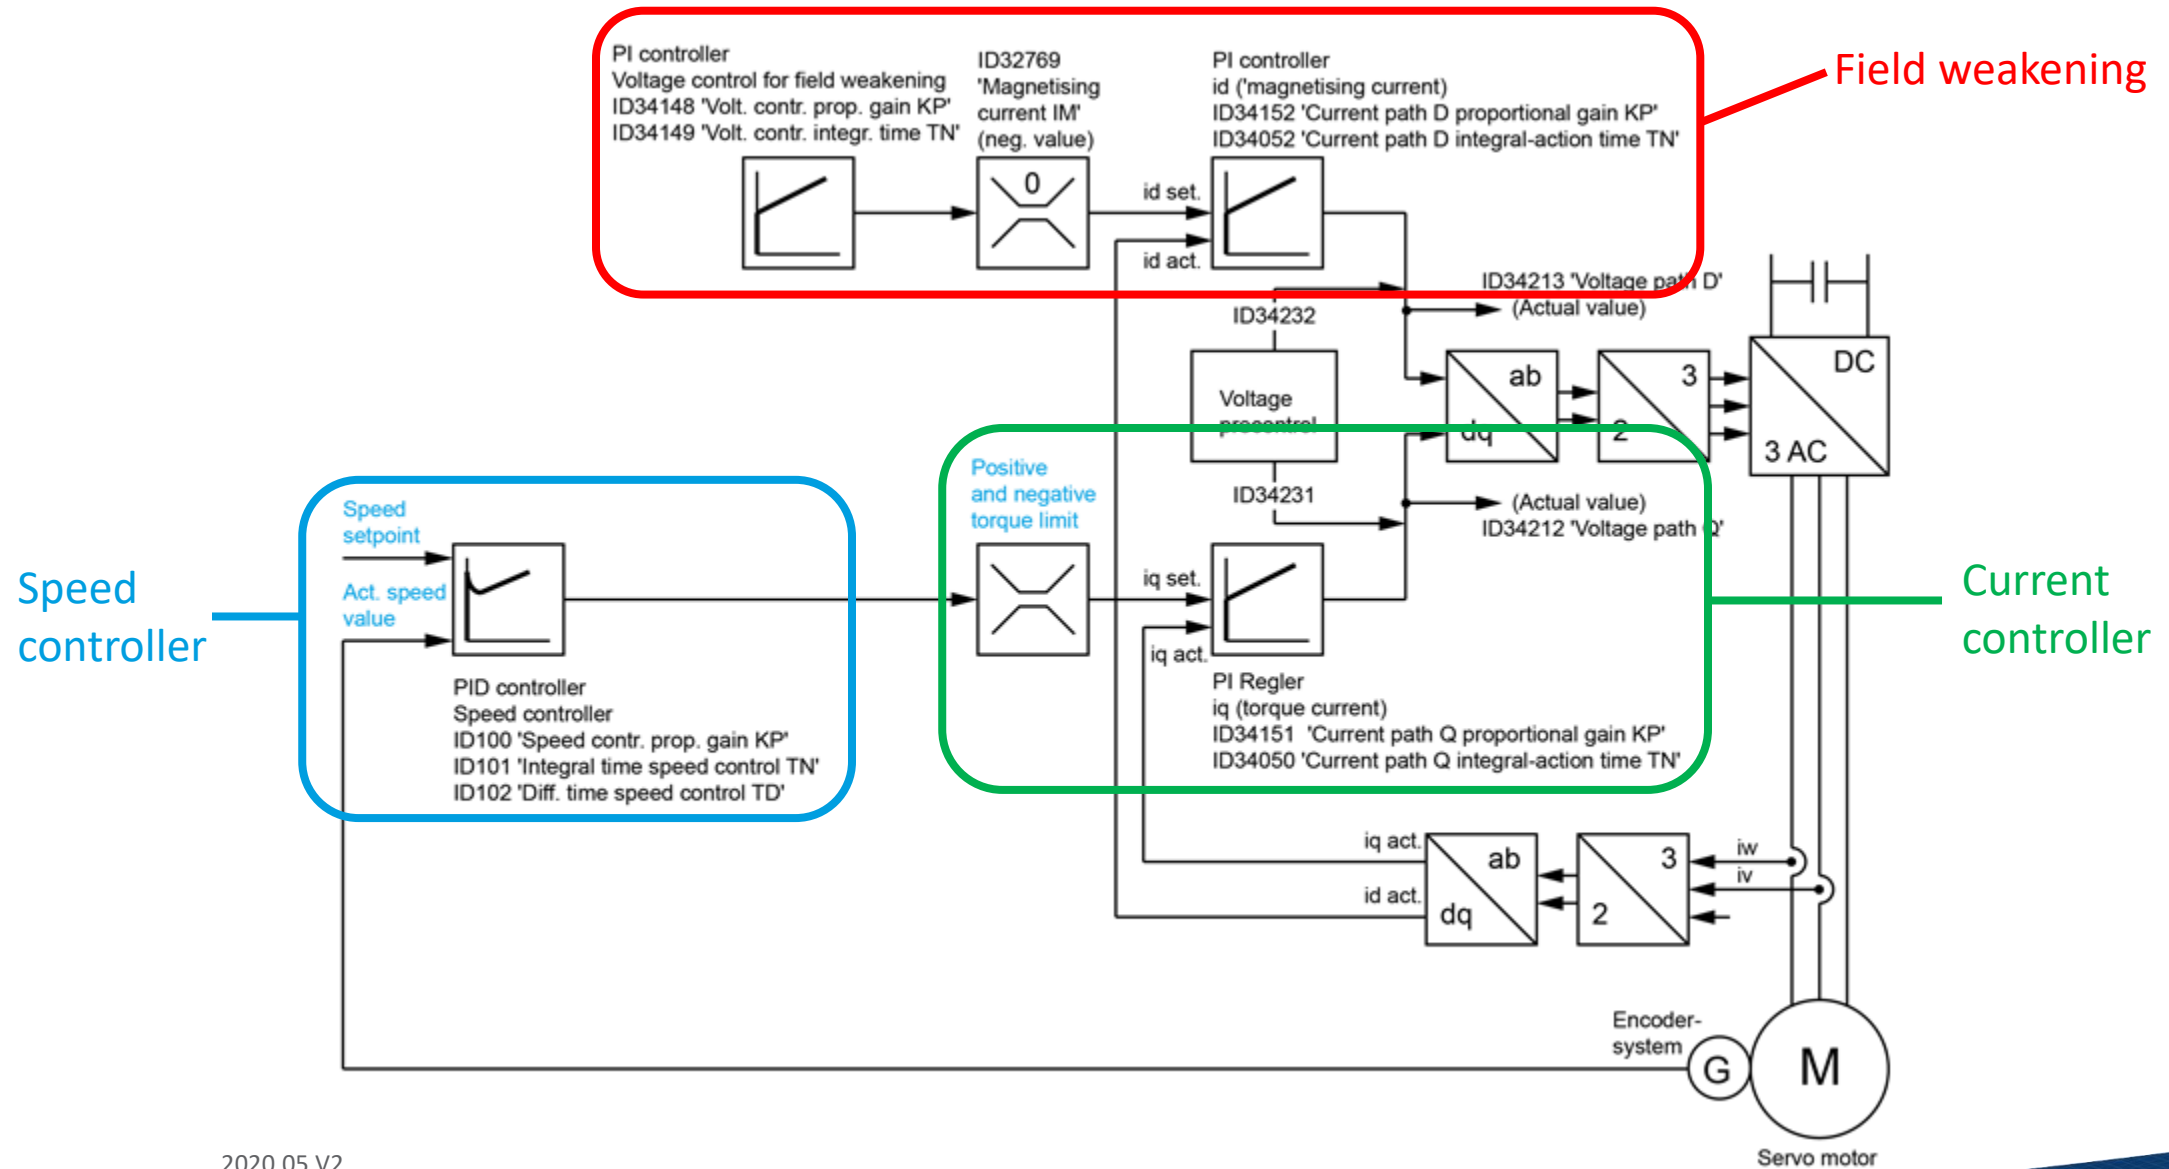 PI controller
Voltage control for field weakening
ID34148 'Volt. contr. prop. gain KP'
ID34149 'Volt. contr. integr. time TN'
ID32769
'Magnetising
current IM'
(neg. value)
PI controller
id ('magnetising current)
ID34152 'Current path D proportional gain KP'
ID34052 'Current path D integral-action time TN'
Field weakening
0
id set.
id act.
ID34213 'Voltage path D'
(Actual value)
ID34232
Voltage
precontrol
ab
dq
3
2
DC
3 AC
Positive
and negative
torque limit
ID34231
(Actual value)
ID34212 'Voltage path Q'
Speed
setpoint
Act. speed
value
Speed
controller
iq set.
iq act.
Current
controller
PID controller
Speed controller
ID100 'Speed contr. prop. gain KP'
ID101 'Integral time speed control TN'
ID102 'Diff. time speed control TD'
PI Regler
iq (torque current)
ID34151 'Current path Q proportional gain KP'
ID34050 'Current path Q integral-action time TN'
iq act.
id act.
ab
dq
3
2
iw
iv
Encoder-
system
G
M
Servo motor
2020.05 V2